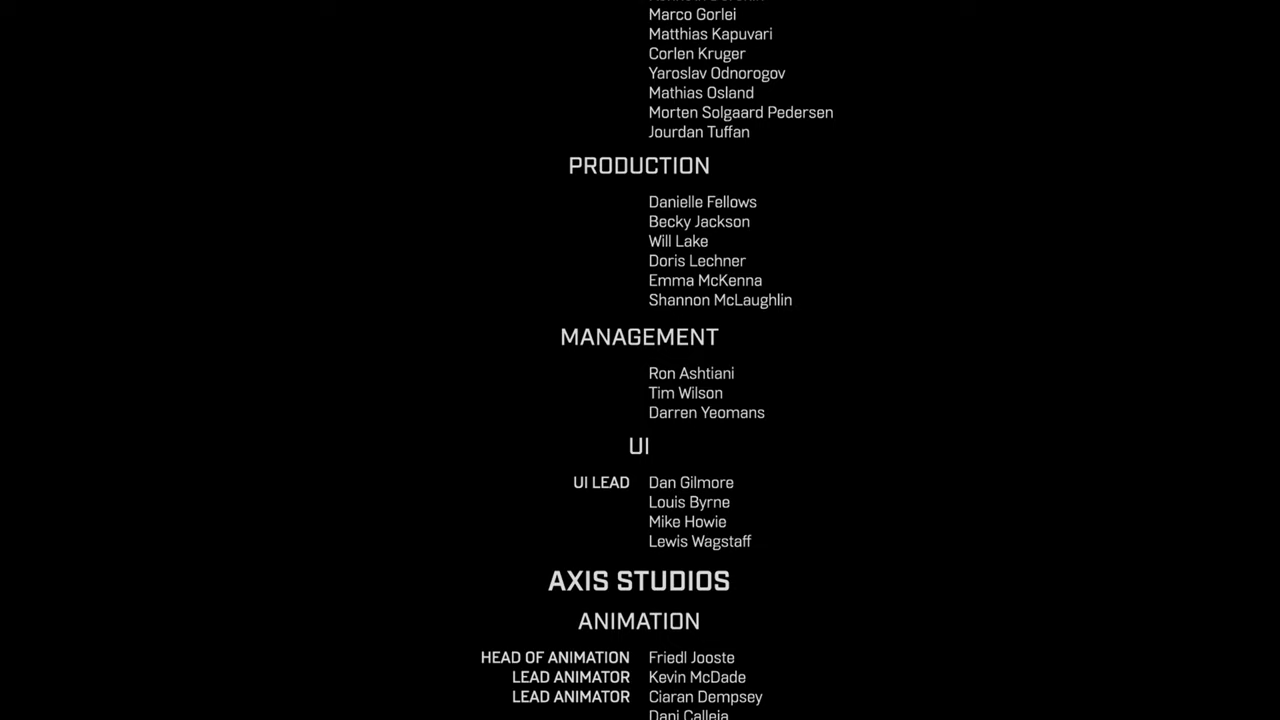 Marco Gorlei
Matthias Kapuvari
Corlen Kruger
Yaroslav Odnorogov
Mathias Osland
Morten Solgaard Pedersen
Jourdan Tuffan
PRODUCTION
Danielle Fellows
Becky Jackson
Will Lake
Doris Lechner
Emma McKenna
Shannon McLaughlin
MANAGEMENT
Ron Ashtiani
Tim Wilson
Darren Yeomans
UI
UI LEAD Dan Gilmore
Louis Byrne
Mike Howie
Lewis Wagstaff
AXIS STUDIOS
ANIMATION
HEAD OF ANIMATION Friedl Jooste
LEAD ANIMATOR Kevin McDade
LEAD ANIMATOR Ciaran Dempsey
Dani Calleja